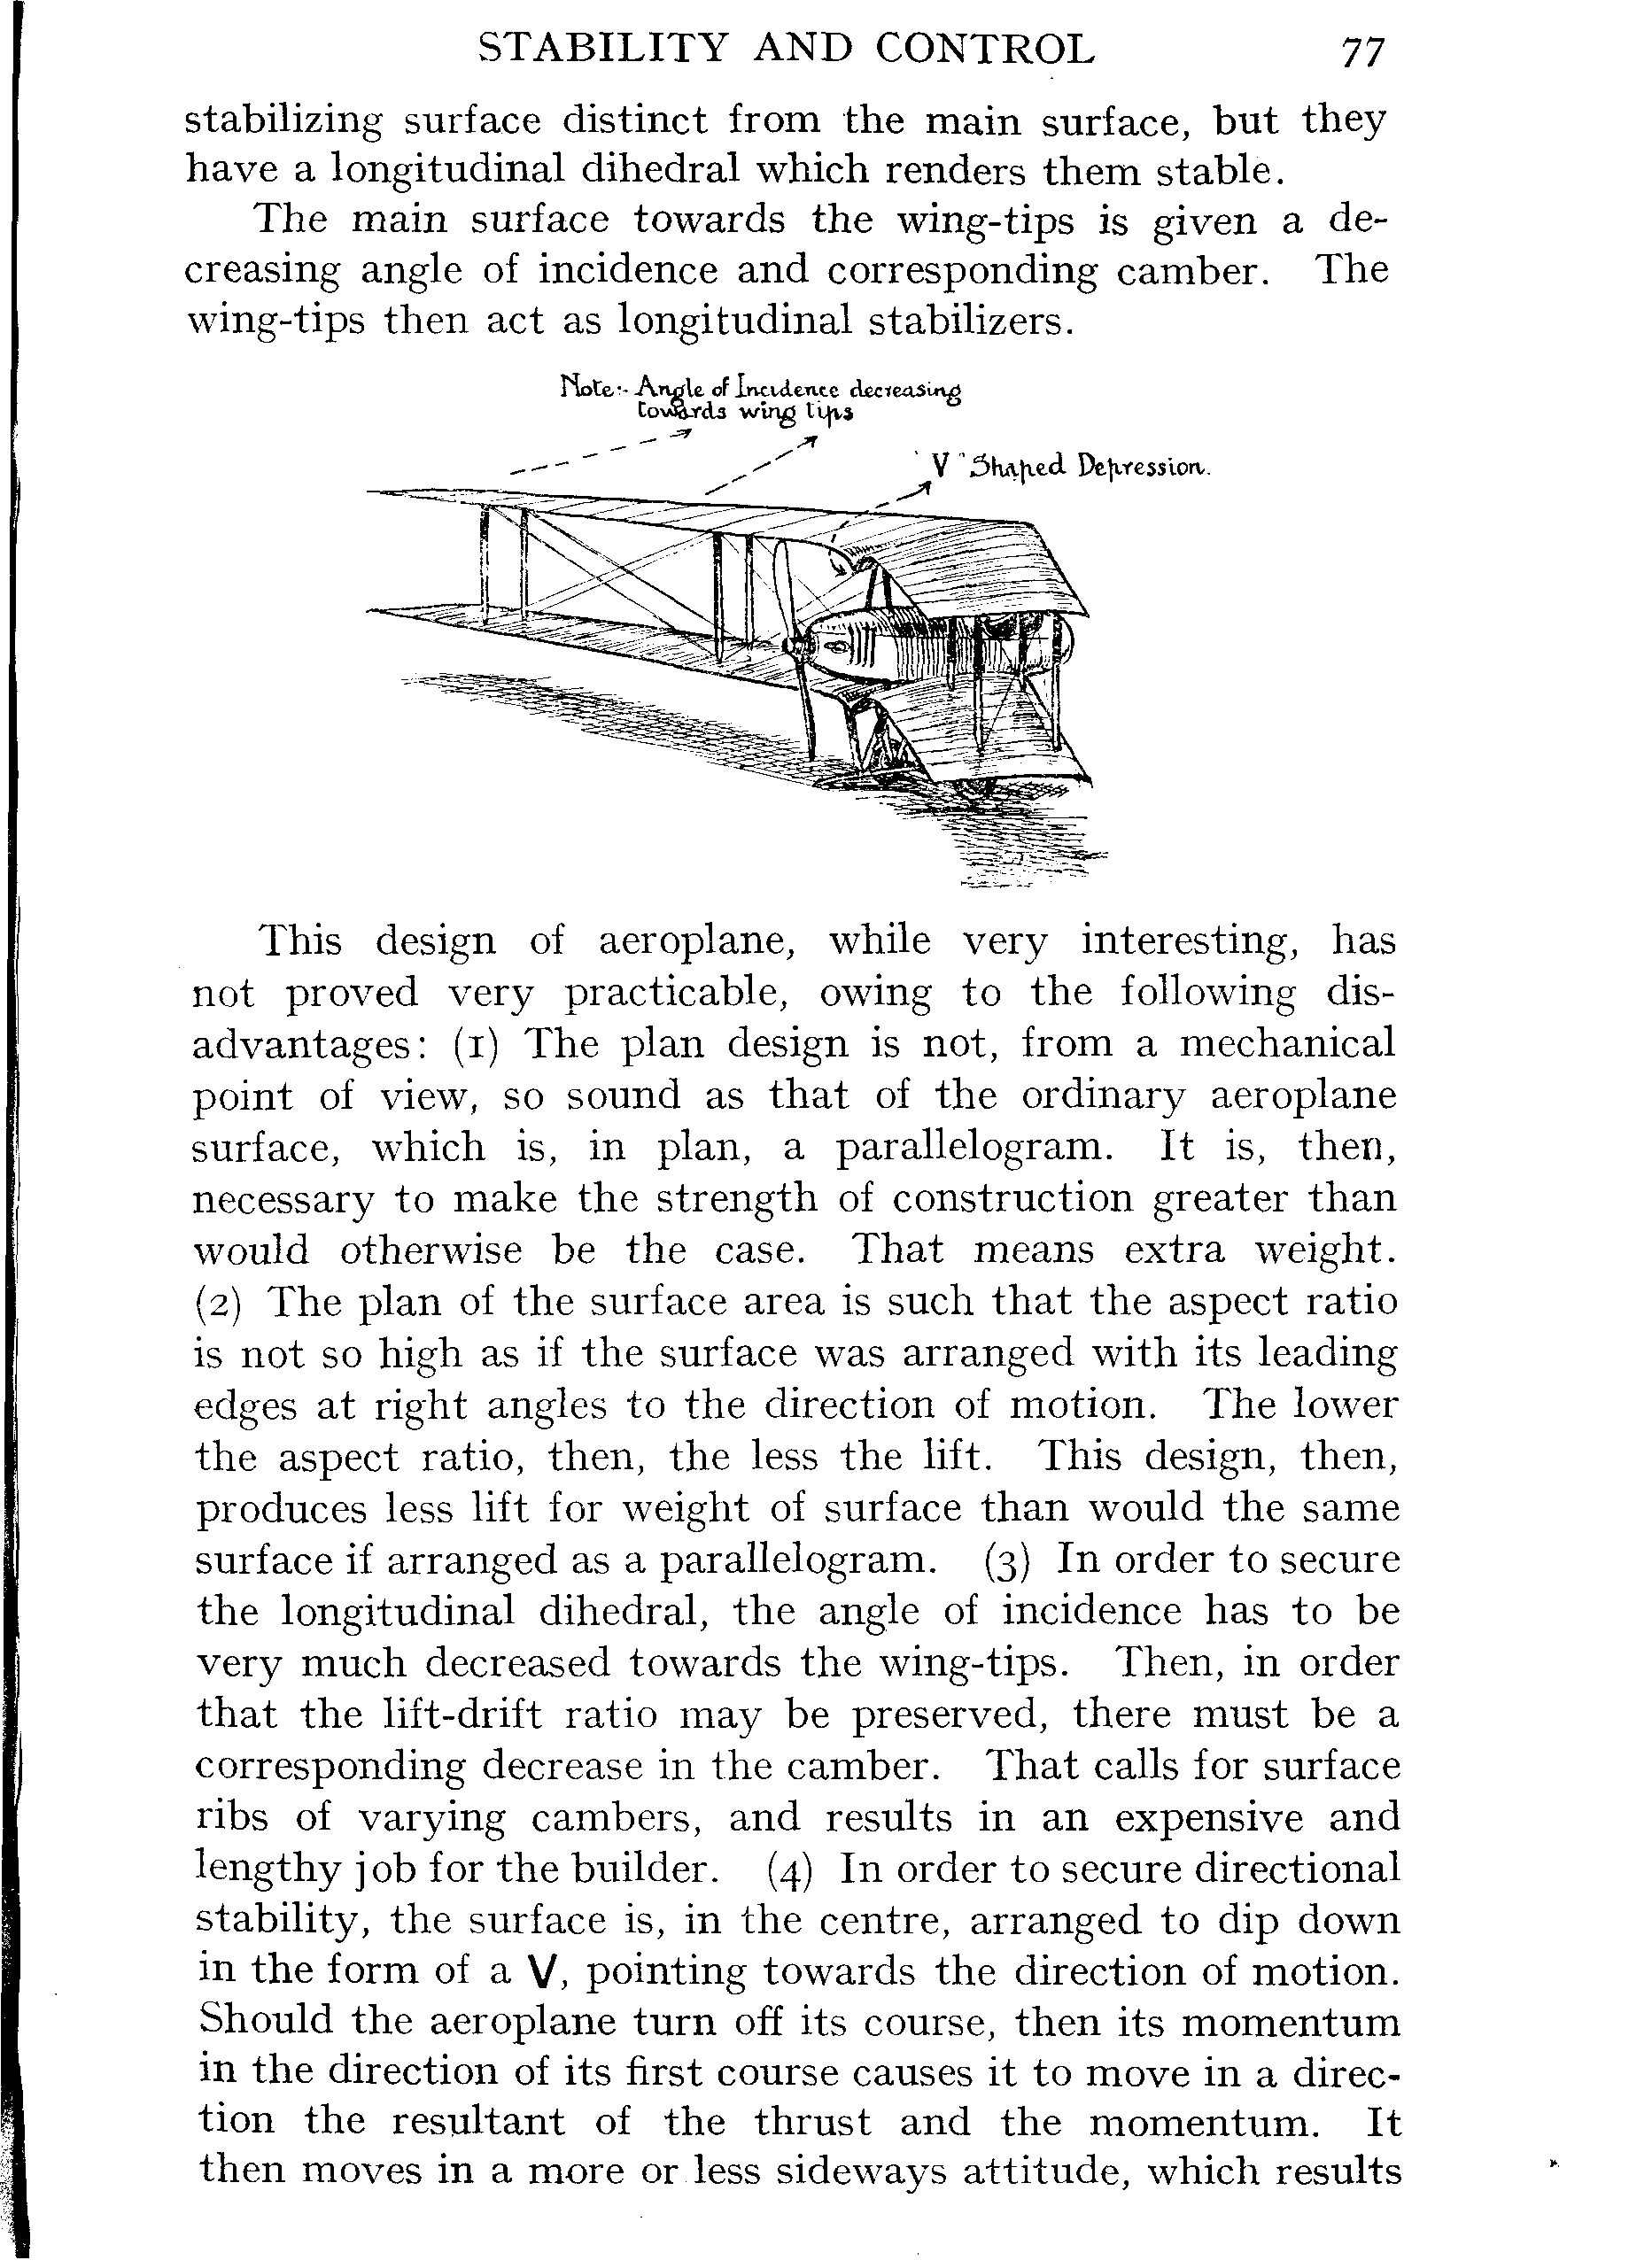 STABILITY AND CONTROL 77
stabilizing surface distinct from the main surface, but they
have a longitudinal dihedral which renders them stable.
The main surface towards the wing-tips is given a de-
creasing angle of incidence and corresponding camber. The
wing-tips then act as longitudinal stabilizers.
Note:- Angle of Incidence decreasing
towards wing tips
"V" Shaped Depression.
This design of aeroplane, while very interesting, has
not proved very practicable, owing to the following dis-
advantages: (1) The plan design is not, from a mechanical
point of view, so sound as that of the ordinary aeroplane
surface, which is, in plan, a parallelogram. It is, then,
necessary to make the strength of construction greater than
would otherwise be the case. That means extra weight.
(2) The plan of the surface area is such that the aspect ratio
is not so high as if the surface was arranged with its leading
edges at right angles to the direction of motion. The lower
the aspect ratio, then, the less the lift. This design, then,
produces less lift for weight of surface than would the same
surface if arranged as a parallelogram. (3) In order to secure
the longitudinal dihedral, the angle of incidence has to be
very much decreased towards the wing-tips. Then, in order
that the lift-drift ratio may be preserved, there must be a
corresponding decrease in the camber. That calls for surface
ribs of varying cambers, and results in an expensive and
lengthy job for the builder. (4) In order to secure directional
stability, the surface is, in the centre, arranged to dip down
in the form of a V, pointing towards the direction of motion.
Should the aeroplane turn off its course, then its momentum
in the direction of its first course causes it to move in a direc-
tion the resultant of the thrust and the momentum. It
then moves in a more or less sideways attitude, which results